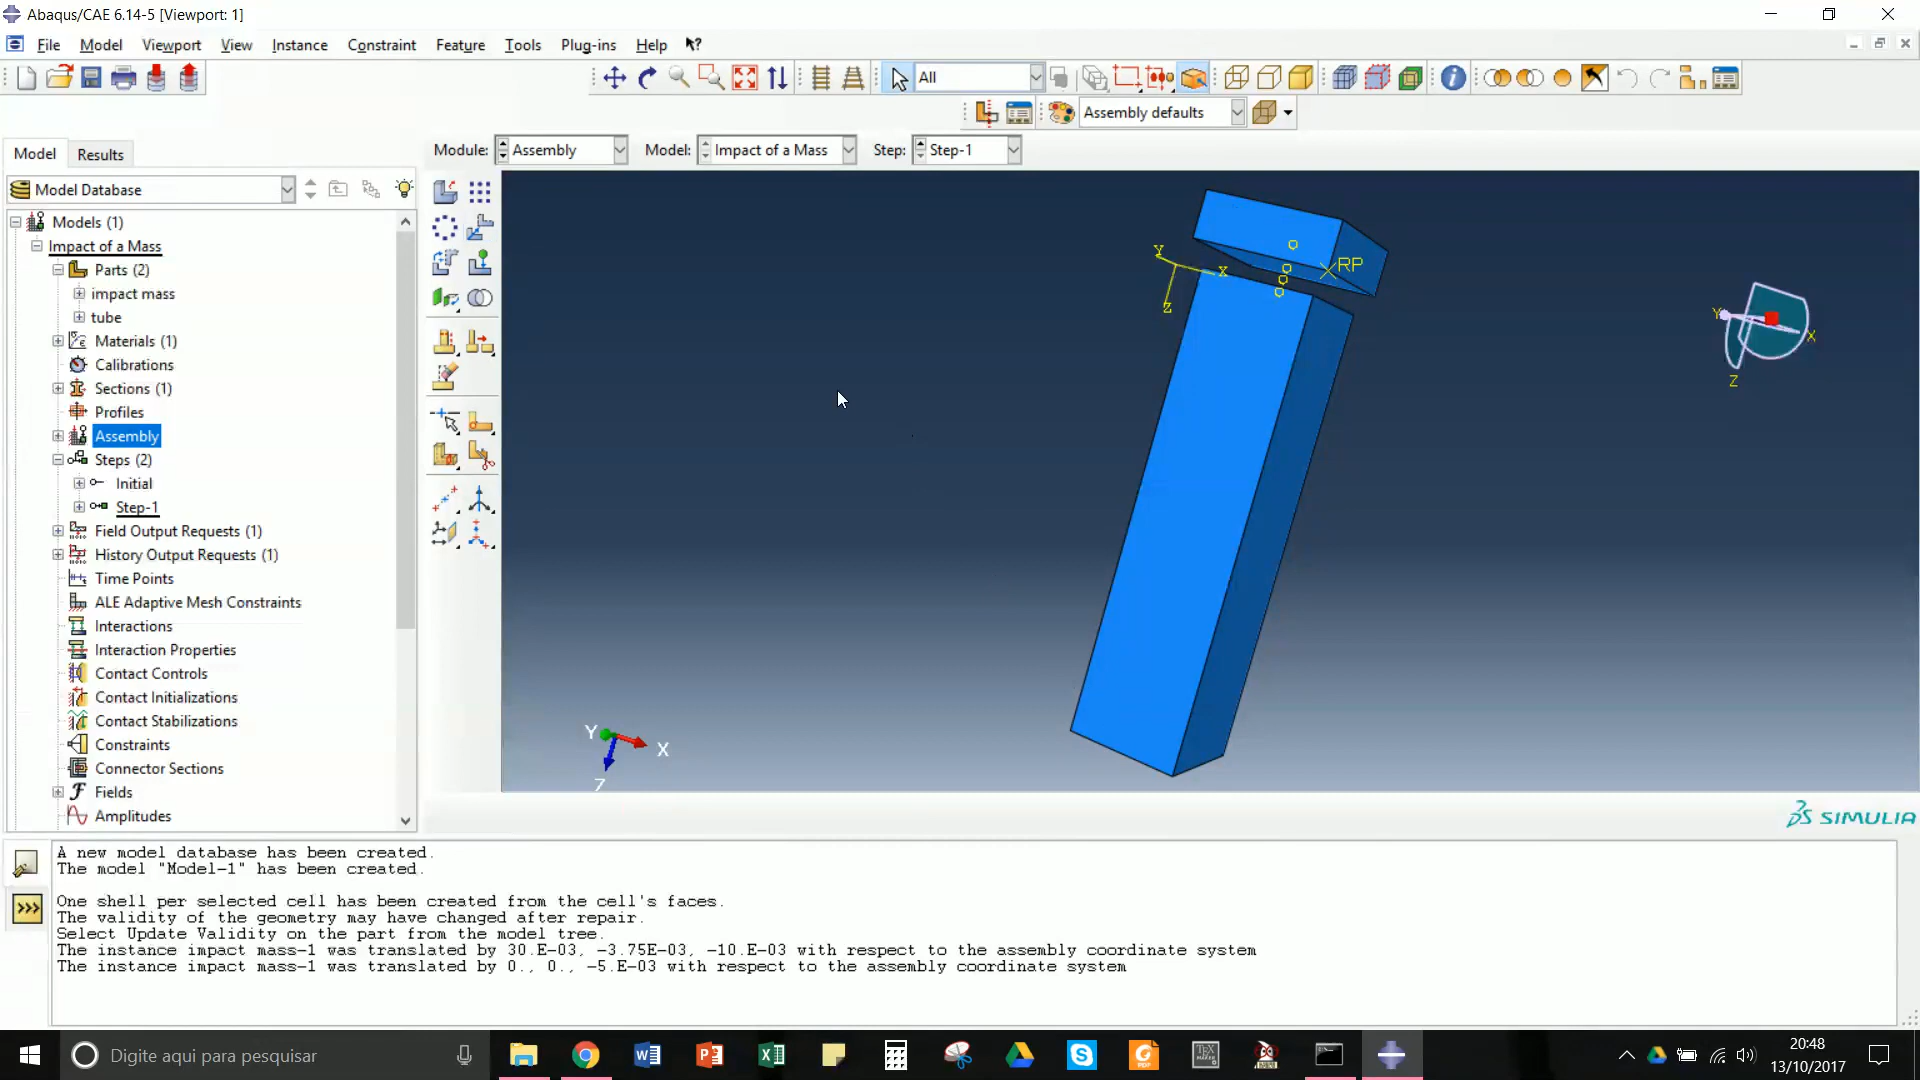 Abaqus/CAE 6.14-5 [Viewport: 1]
File Model Viewport View Instance Constraint Feature Tools Plug-ins Help
All
Assembly defaults
Model Results
Module: Assembly Model: Impact of a Mass Step: Step-1
Model Database
Models (1)
Impact of a Mass
Parts (2)
impact mass
tube
Materials (1)
Calibrations
Sections (1)
Profiles
Assembly
Steps (2)
Initial
Step-1
Field Output Requests (1)
History Output Requests (1)
Time Points
ALE Adaptive Mesh Constraints
Interactions
Interaction Properties
Contact Controls
Contact Initializations
Contact Stabilizations
Constraints
Connector Sections
Fields
Amplitudes
Y
X
Z
RP
Y
X
Z
Y
X
Z
SIMULIA
A new model database has been created.
The model "Model-1" has been created.
One shell per selected cell has been created from the cell's faces.
The validity of the geometry may have changed after repair.
Select Update Validity on the part from the model tree.
The instance impact mass-1 was translated by 30.E-03, -3.75E-03, -10.E-03 with respect to the assembly coordinate system
The instance impact mass-1 was translated by 0., 0., -5.E-03 with respect to the assembly coordinate system
Digite aqui para pesquisar
20:48
13/10/2017